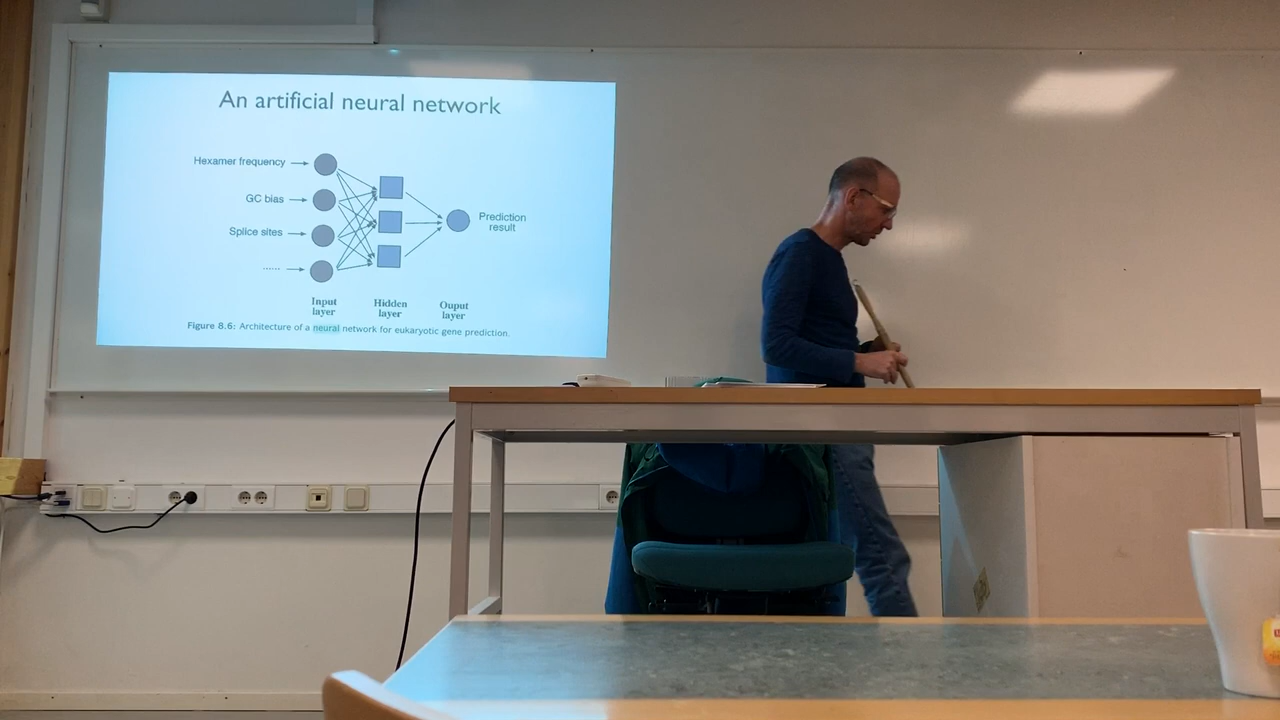 An artificial neural network
Hexamer frequency
GC bias
Splice sites
......
Prediction
result
Input
layer
Hidden
layer
Ouput
layer
Figure 8.6: Architecture of a neural network for eukaryotic gene prediction.